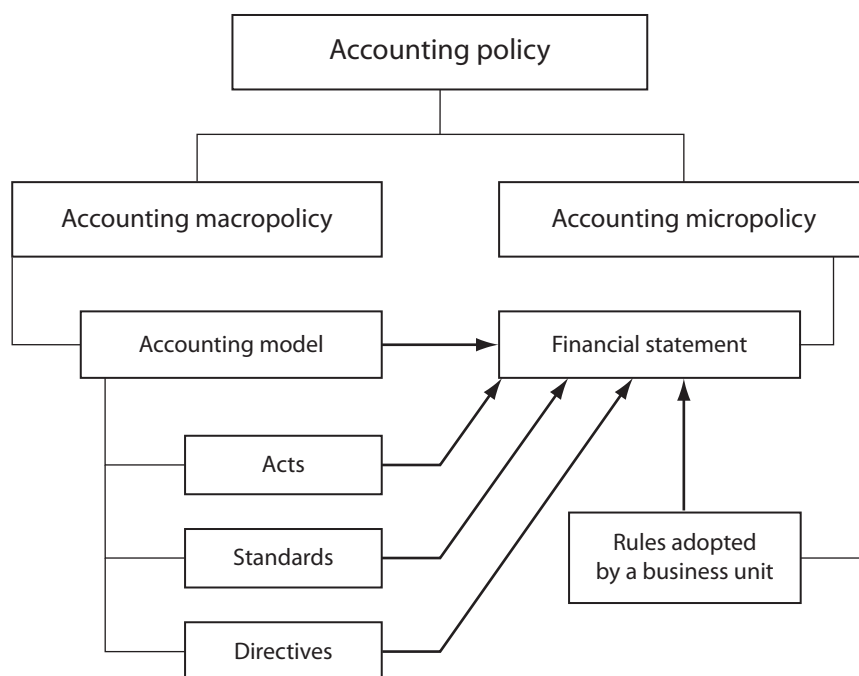 Accounting policy
Accounting macropolicy
Accounting micropolicy
Accounting model
Financial statement
Acts
Standards
Rules adopted
by a business unit
Directives